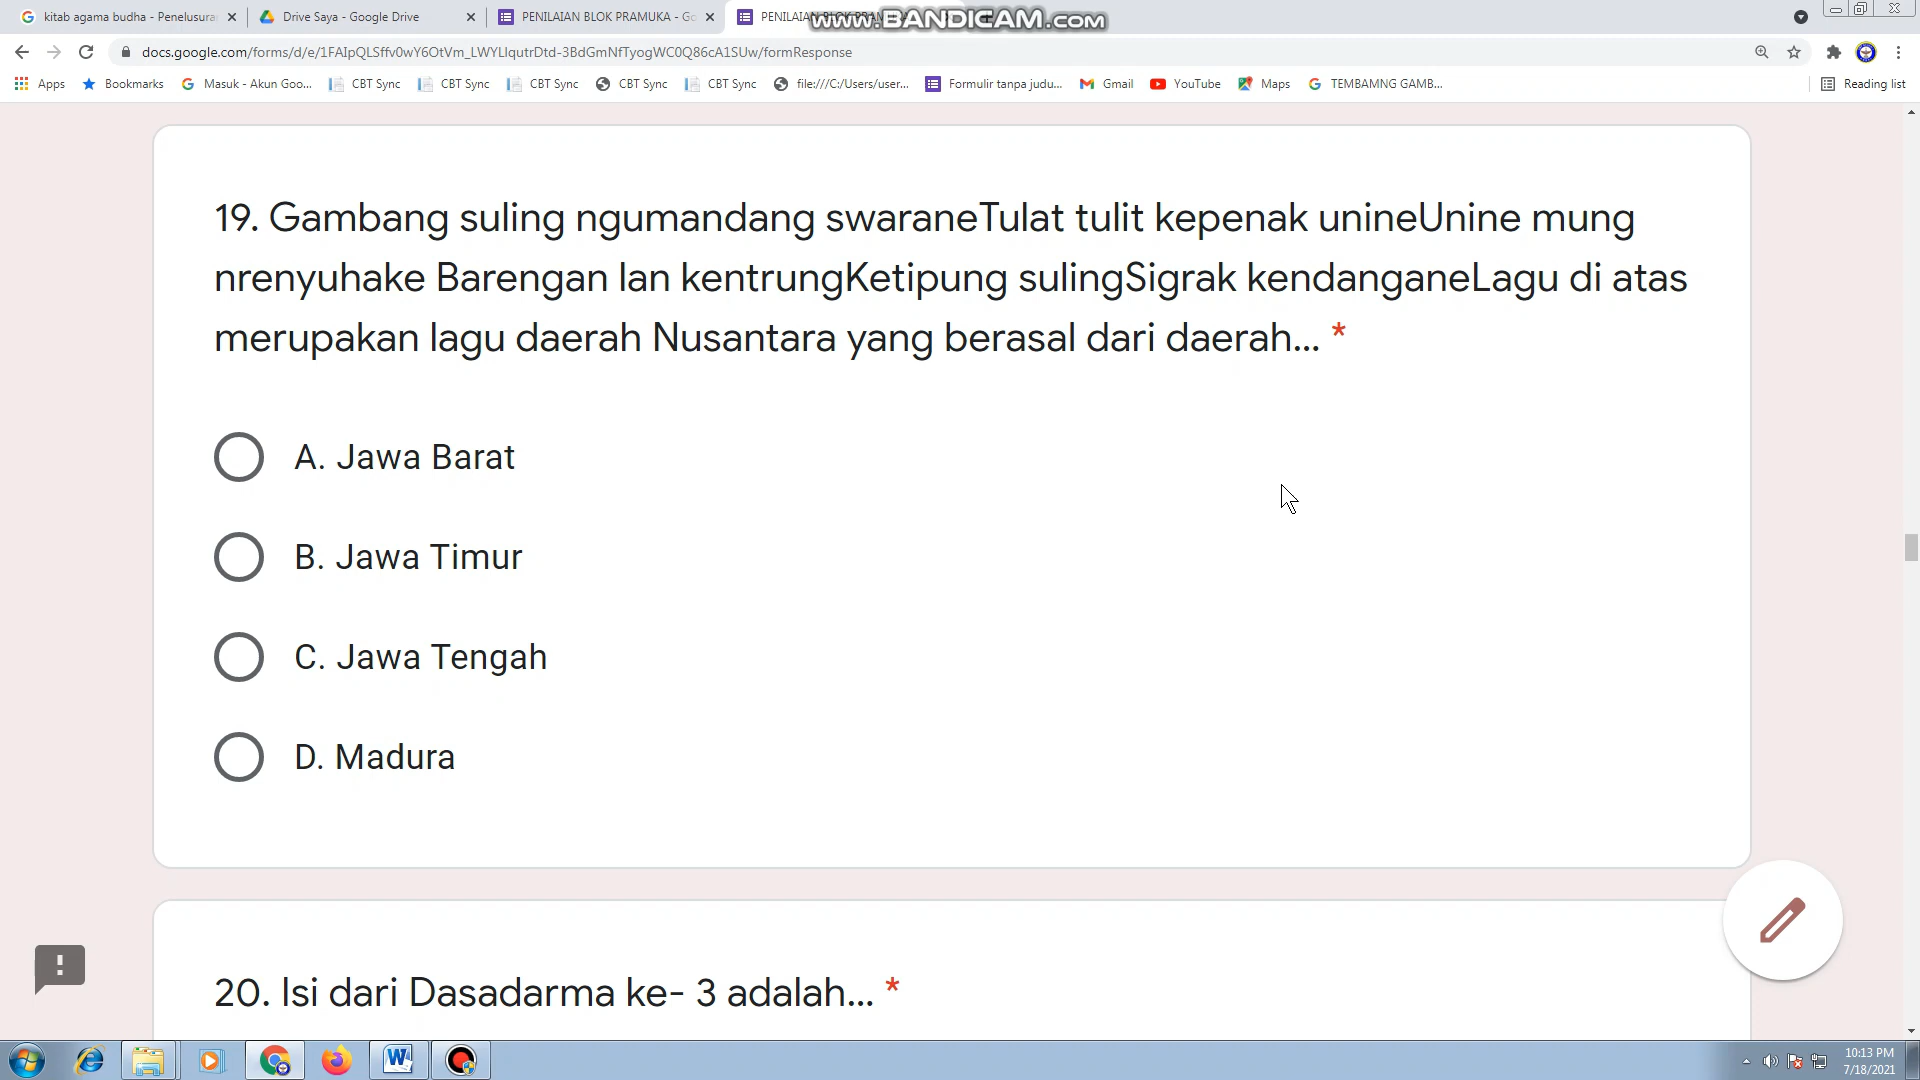 kitab agama budha - Penelusura
Drive Saya - Google Drive
PENILAIAN BLOK PRAMUKA - Go
PENILAIAN BLOK PRAMUKA
www.BANDICAM.com
docs.google.com/forms/d/e/1FAIpQLSffv0wY6OtVm_LWYLlqutrDtd-3BdGmNfTyogWC0Q86cA1SUw/formResponse
Apps
Bookmarks
Masuk - Akun Goo...
CBT Sync
CBT Sync
CBT Sync
CBT Sync
CBT Sync
file:///C:/Users/user...
Formulir tanpa judu...
Gmail
YouTube
Maps
TEMBAMNG GAMB...
Reading list
19. Gambang suling ngumandang swaraneTulat tulit kepenak unineUnine mung
nrenyuhake Barengan lan kentrungKetipung sulingSigrak kendanganeLagu di atas
merupakan lagu daerah Nusantara yang berasal dari daerah... *
A. Jawa Barat
B. Jawa Timur
C. Jawa Tengah
D. Madura
20. Isi dari Dasadarma ke- 3 adalah... *
10:13 PM
7/18/2021